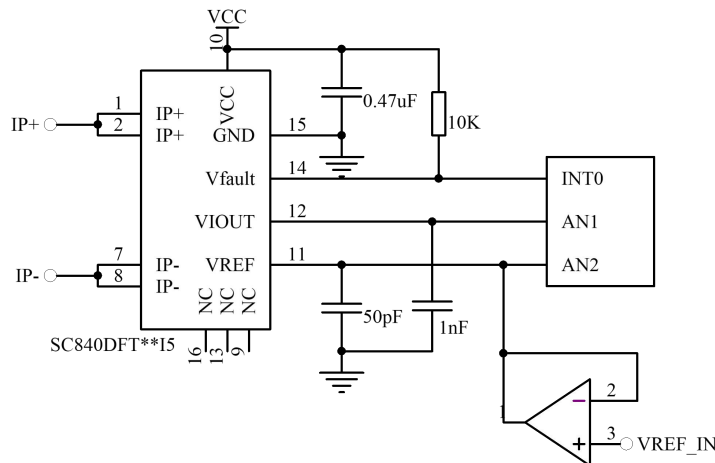 VCC
10
VCC
0.47uF
10K
1
IP+
IP+
2
IP+
GND
15
Vfault
14
INT0
VIOUT
12
AN1
7
IP-
VREF
11
AN2
IP-
8
IP-
NC
NC
NC
50pF
1nF
SC840DFT**I5
16
13
9
1
2
3
VREF_IN